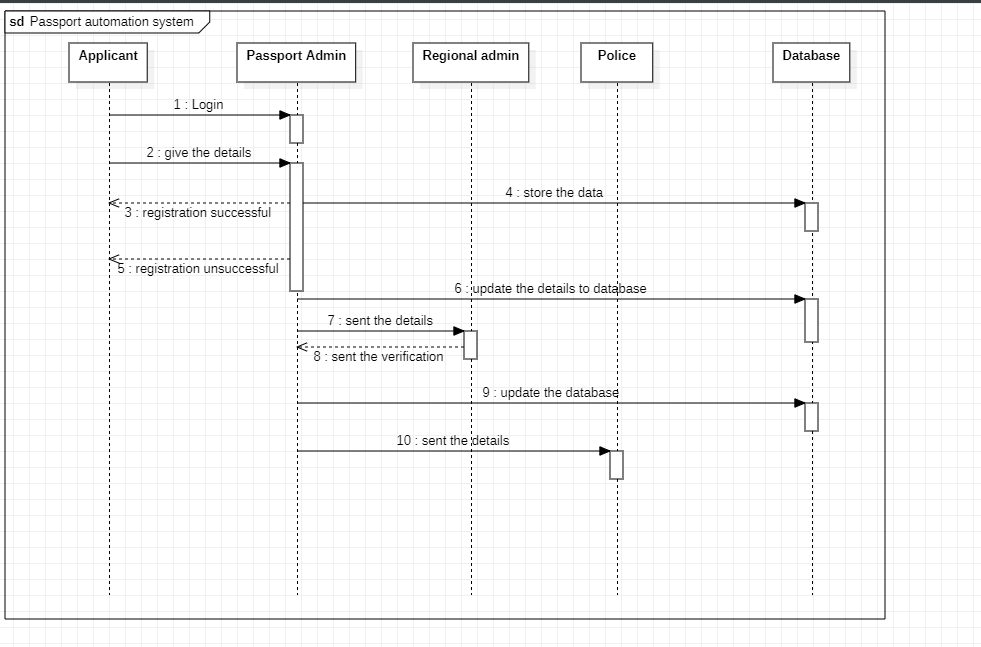 sd Passport automation system
Applicant
Passport Admin
Regional admin
Police
Database
1 : Login
2 : give the details
4 : store the data
3 : registration successful
5 : registration unsuccessful
6 : update the details to database
7 : sent the details
8 : sent the verification
9 : update the database
10 : sent the details